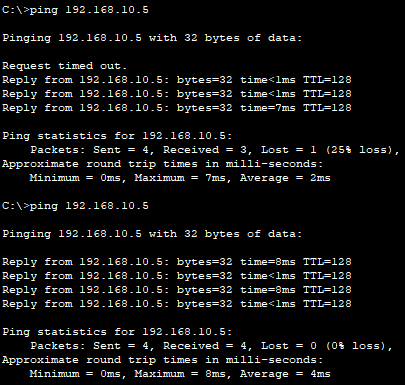 C:\>ping 192.168.10.5
Pinging 192.168.10.5 with 32 bytes of data:
Request timed out.
Reply from 192.168.10.5: bytes=32 time<1ms TTL=128
Reply from 192.168.10.5: bytes=32 time<1ms TTL=128
Reply from 192.168.10.5: bytes=32 time=7ms TTL=128
Ping statistics for 192.168.10.5:
    Packets: Sent = 4, Received = 3, Lost = 1 (25% loss),
Approximate round trip times in milli-seconds:
    Minimum = 0ms, Maximum = 7ms, Average = 2ms
C:\>ping 192.168.10.5
Pinging 192.168.10.5 with 32 bytes of data:
Reply from 192.168.10.5: bytes=32 time=8ms TTL=128
Reply from 192.168.10.5: bytes=32 time<1ms TTL=128
Reply from 192.168.10.5: bytes=32 time=8ms TTL=128
Reply from 192.168.10.5: bytes=32 time<1ms TTL=128
Ping statistics for 192.168.10.5:
    Packets: Sent = 4, Received = 4, Lost = 0 (0% loss),
Approximate round trip times in milli-seconds:
    Minimum = 0ms, Maximum = 8ms, Average = 4ms